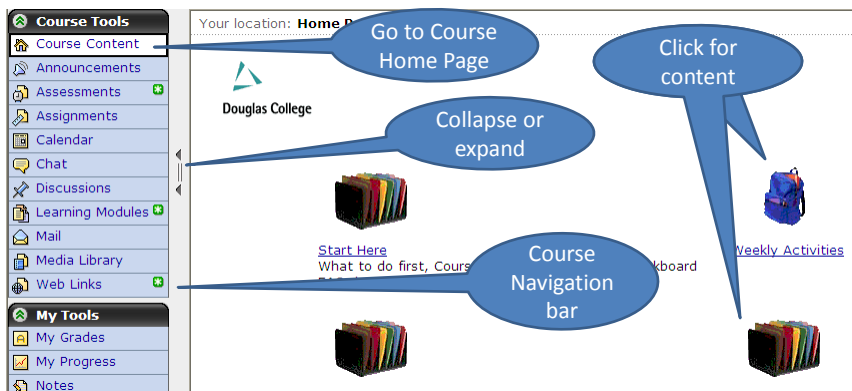 Course Tools
Course Content
Announcements
Assessments
Assignments
Calendar
Chat
Discussions
Learning Modules
Mail
Media Library
Web Links
My Tools
My Grades
My Progress
Notes
Your location: Home
Go to Course
Home Page
Click for
content
Douglas College
Collapse or
expand
Start Here
What to do first,
Weekly Activities
Course
Navigation
bar